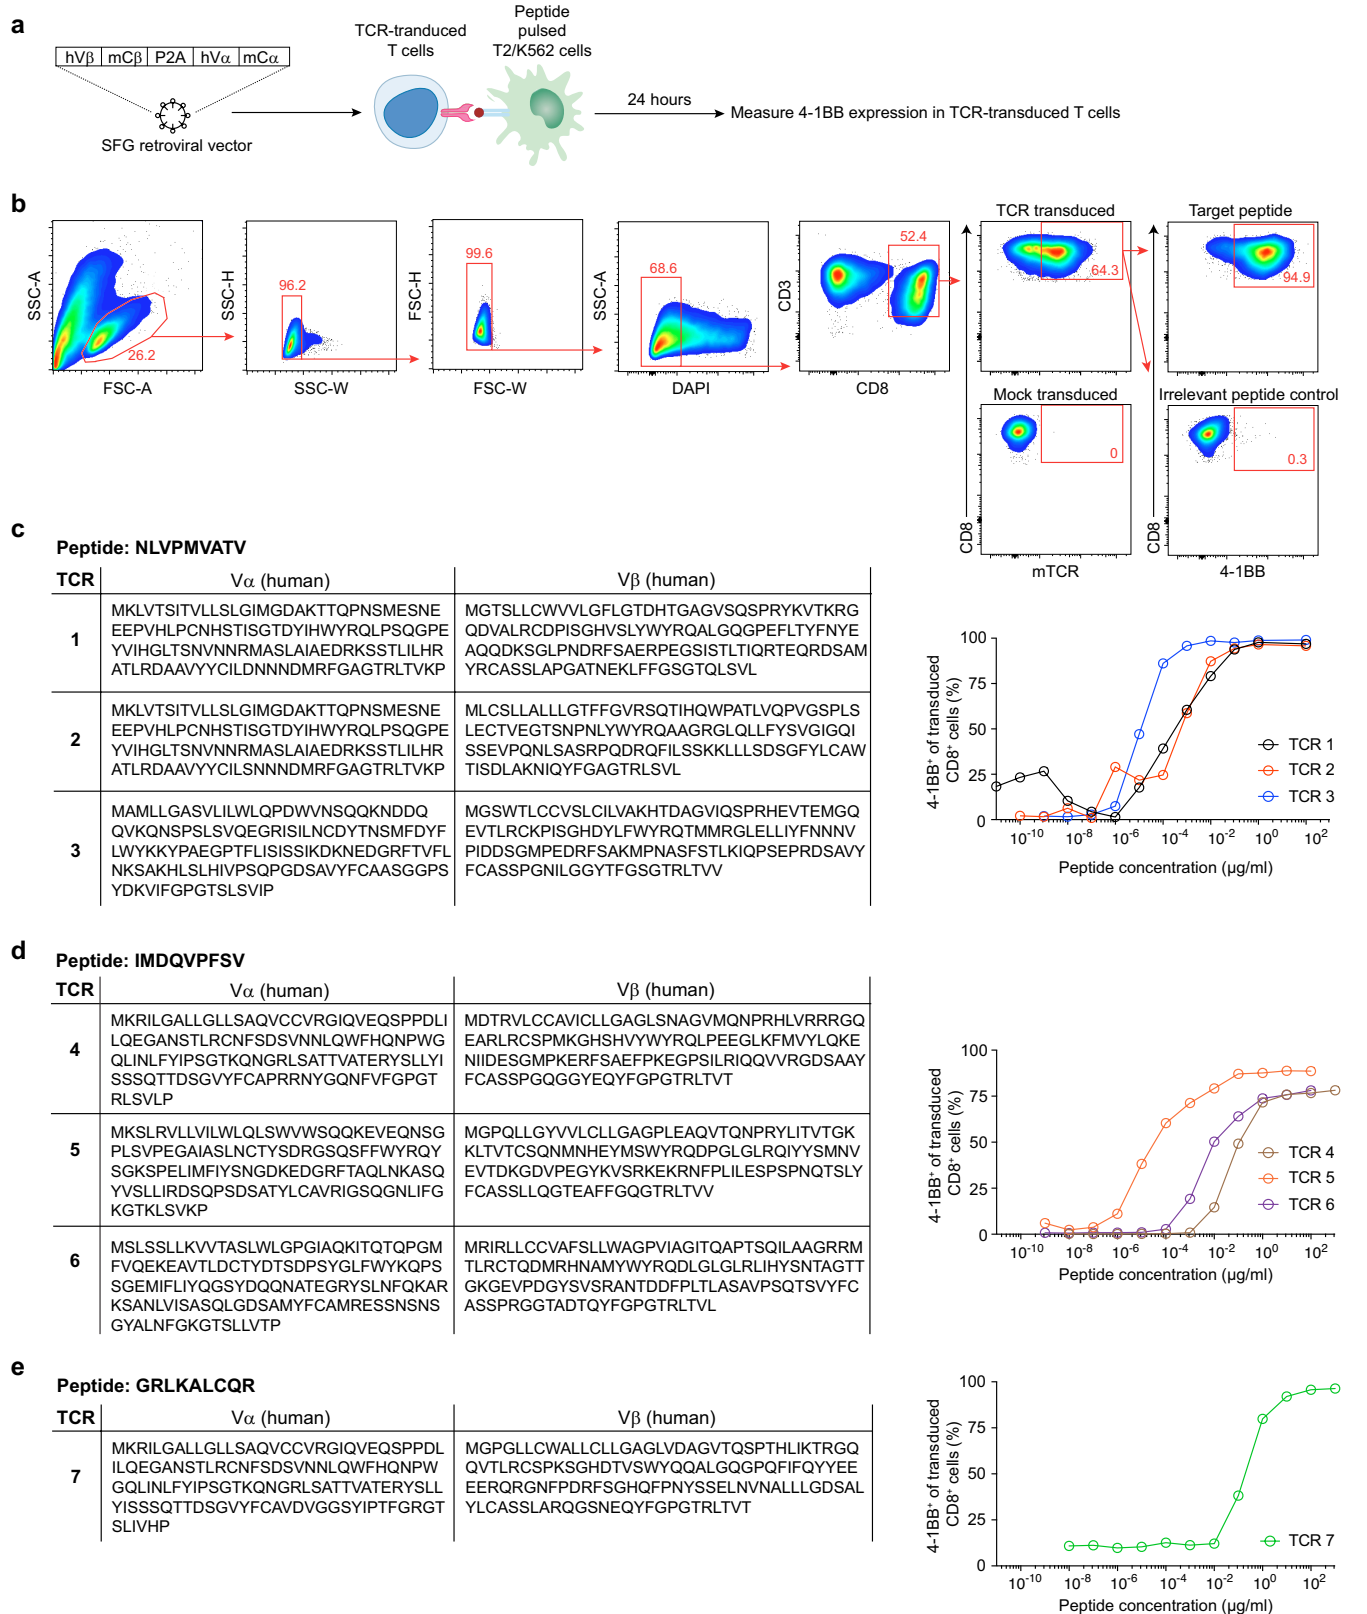 a
hVβ mCβ P2A hVα mCα
SFG retroviral vector
TCR-tranduced
T cells
Peptide
pulsed
T2/K562 cells
24 hours
Measure 4-1BB expression in TCR-transduced T cells
b
SSC-A
26.2
FSC-A
SSC-H
96.2
SSC-W
FSC-H
99.6
FSC-W
SSC-A
68.6
DAPI
CD3
52.4
CD8
TCR transduced
64.3
Target peptide
94.9
Mock transduced
0
Irrelevant peptide control
0.3
CD8
mTCR
CD8
4-1BB
c
Peptide: NLVPMVATV
TCR Vα (human) Vβ (human)
1
MKLVTSITVLLSLGIMGDAKTTQPNSMESNE
EEPVHLPCNHSTISGTDYIHWYRQLPSQGPE
YVIHGLTSNVNNRMASLAIAEDRKSSTLILHR
ATLRDAAVYYCILDNNNDMRFGAGTRLTVKP
MGTSLLCWVVLGFLGTDHTGAGVSQSPRYKVTKRG
QDVALRCDPISGHVSLYWYRQALGQGPEFLTYFNYE
AQQDKSGLPNDRFSAERPEGSISTLTIQRTEQRDSAM
YRCASSLAPGATNEKLFFGSGTQLSVL
2
MKLVTSITVLLSLGIMGDAKTTQPNSMESNE
EEPVHLPCNHSTISGTDYIHWYRQLPSQGPE
YVIHGLTSNVNNRMASLAIAEDRKSSTLILHR
ATLRDAAVYYCILSNNNDMRFGAGTRLTVKP
MLCSLLALLLGTFFGVRSQTIHQWPATLVQPVGSPLS
LECTVEGTSNPNLYWYRQAAGRGLQLLFYSVGIGQI
SSEVPQNLSASRPQDRQFILSSKKLLLSDSGFYLCAW
TISDLAKNIQYFGAGTRLSVL
3
MAMLLGASVLILWLQPDWVNSQQKNDDQ
QVKQNSPSLSVQEGRISILNCDYTNSMFDYF
LWYKKYPAEGPTFLISISSIKDKNEDGRFTVFL
NKSAKHLSLHIVPSQPGDSAVYFCAASGGPS
YDKVIFGPGTSLSVIP
MGSWTLCCVSLCILVAKHTDAGVIQSPRHEVTEMGQ
EVTLRCKPISGHDYLFWYRQTMMRGLELLIYFNNNV
PIDDSGMPEDRFSAKMPNASFSTLKIQPSEPRDSAVY
FCASSPGNILGGYTFGSGTRLTVV
4-1BB⁺ of transduced
CD8⁺ cells (%)
100
75
50
25
0
10⁻¹⁰ 10⁻⁸ 10⁻⁶ 10⁻⁴ 10⁻² 10⁰ 10²
Peptide concentration (μg/ml)
TCR 1
TCR 2
TCR 3
d
Peptide: IMDQVPFSV
TCR Vα (human) Vβ (human)
4
MKRILGALLGLLSAQVCCVRGIQVEQSPPDLI
LQEGANSTLRCNFSDSVNNLQWFHQNPWG
QLINLFYIPSGTKQNGRLSATTVATERYSLLYI
SSSQTTDSGVYFCAPRRNYGQNFVFGPGT
RLSVLP
MDTRVLCCAVICLLGAGLSNAGVMQNPRHLVRRRGQ
EARLRCSPMKGHSHVYWYRQLPEEGLKFMVYLQKE
NIIDESGMPKERFSAEFPKEGPSILRIQQVVRGDSAAY
FCASSPGQGGYEQYFGPGTRLTVT
5
MKSLRVLLVILWLQLSWVWSQQKEVEQNSG
PLSVPEGAIASLNCTYSDRGSQSFFWYRQY
SGKSPELIMFIYSNGDKEDGRFTAQLNKASQ
YVSLLIRDSQPSDSATYLCAVRIGSQGNLIFG
KGTKLSVKP
MGPQLLGYVVLCLLGAGPLEAQVTQNPRYLITVTGK
KLTVTCSQNMNHEYMSWYRQDPGLGLRQIYYSMNV
EVTDKGDVPEGYKVSRKEKRNFPLILESPSPNQTSLY
FCASSLLQGTEAFFGQGTRLTVV
6
MSLSSLLKVVTASLWLGPGIAQKITQTQPGM
FVQEKEAVTLDCTYDTSDPSYGLFWYKQPS
SGEMIFLIYQGSYDQQNATEGRYSLNFQKAR
KSANLVISASQLGDSAMYFCAMRESSNSNS
GYALNFGKGTSLLVTP
MRIRLLCCVAFSLLWAGPVIAGITQAPTSQILAAGRRM
TLRCTQDMRHNAMYWYRQDLGLGLRLIHYSNTAGTT
GKGEVPDGYSVSRANTDDFPLTLASAVPSQTSVYFC
ASSPRGGTADTQYFGPGTRLTVL
4-1BB⁺ of transduced
CD8⁺ cells (%)
100
75
50
25
0
10⁻¹⁰ 10⁻⁸ 10⁻⁶ 10⁻⁴ 10⁻² 10⁰ 10²
Peptide concentration (μg/ml)
TCR 4
TCR 5
TCR 6
e
Peptide: GRLKALCQR
TCR Vα (human) Vβ (human)
7
MKRILGALLGLLSAQVCCVRGIQVEQSPPDL
ILQEGANSTLRCNFSDSVNNLQWFHQNPW
GQLINLFYIPSGTKQNGRLSATTVATERYSLL
YISSSQTTDSGVYFCAVDVGGSYIPTFGRGT
SLIVHP
MGPGLLCWALLCLLGAGLVDAGVTQSPTHLIKTRGQ
QVTLRCSPKSGHDTVSWYQQALGQGPQFIFQYYEE
EERQRGNFPDRFSGHQFPNYSSELNVNALLLGDSAL
YLCASSLARQGSNEQYFGPGTRLTVT
4-1BB⁺ of transduced
CD8⁺ cells (%)
100
75
50
25
0
10⁻¹⁰ 10⁻⁸ 10⁻⁶ 10⁻⁴ 10⁻² 10⁰ 10²
Peptide concentration (μg/ml)
TCR 7